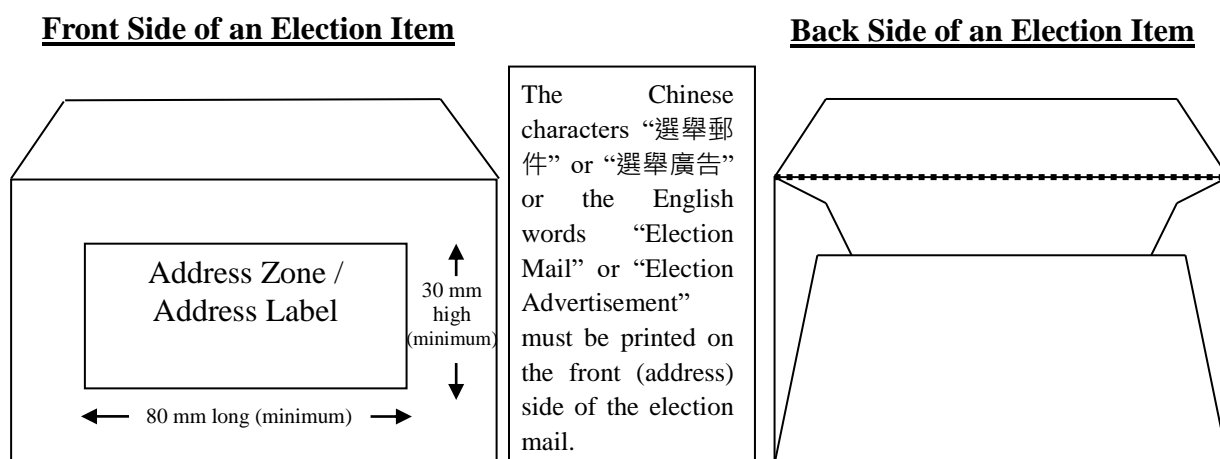 Front Side of an Election Item
Back Side of an Election Item
Address Zone /
Address Label
30 mm
high
(minimum)
80 mm long (minimum)
The Chinese
characters “選舉郵
件” or “選舉廣告”
or the English
words “Election
Mail” or “Election
Advertisement”
must be printed on
the front (address)
side of the election
mail.